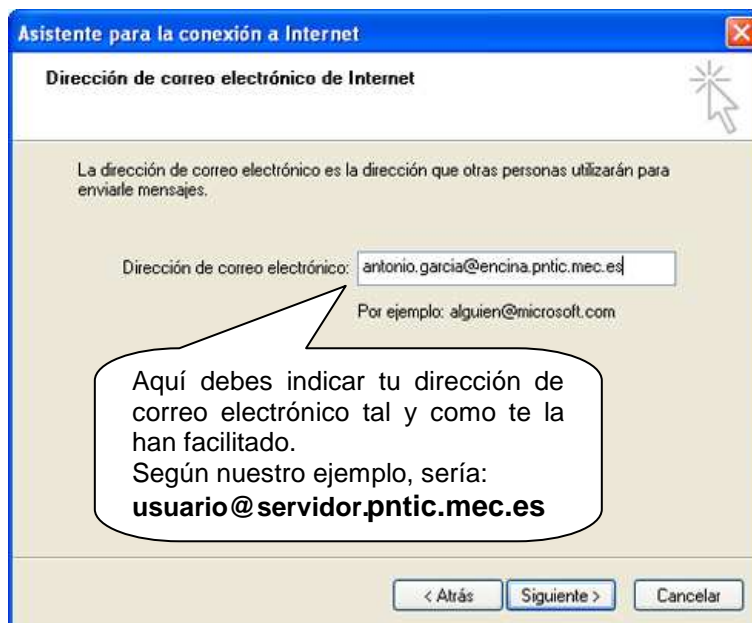 Asistente para la conexión a Internet
Dirección de correo electrónico de Internet
La dirección de correo electrónico es la dirección que otras personas utilizarán para
enviarle mensajes.
Dirección de correo electrónico: antonio.garcia@encina.pntic.mec.es
Por ejemplo: alguien@microsoft.com
Aquí debes indicar tu dirección de
correo electrónico tal y como te la
han facilitado.
Según nuestro ejemplo, sería:
usuario@servidor.pntic.mec.es
< Atrás Siguiente > Cancelar